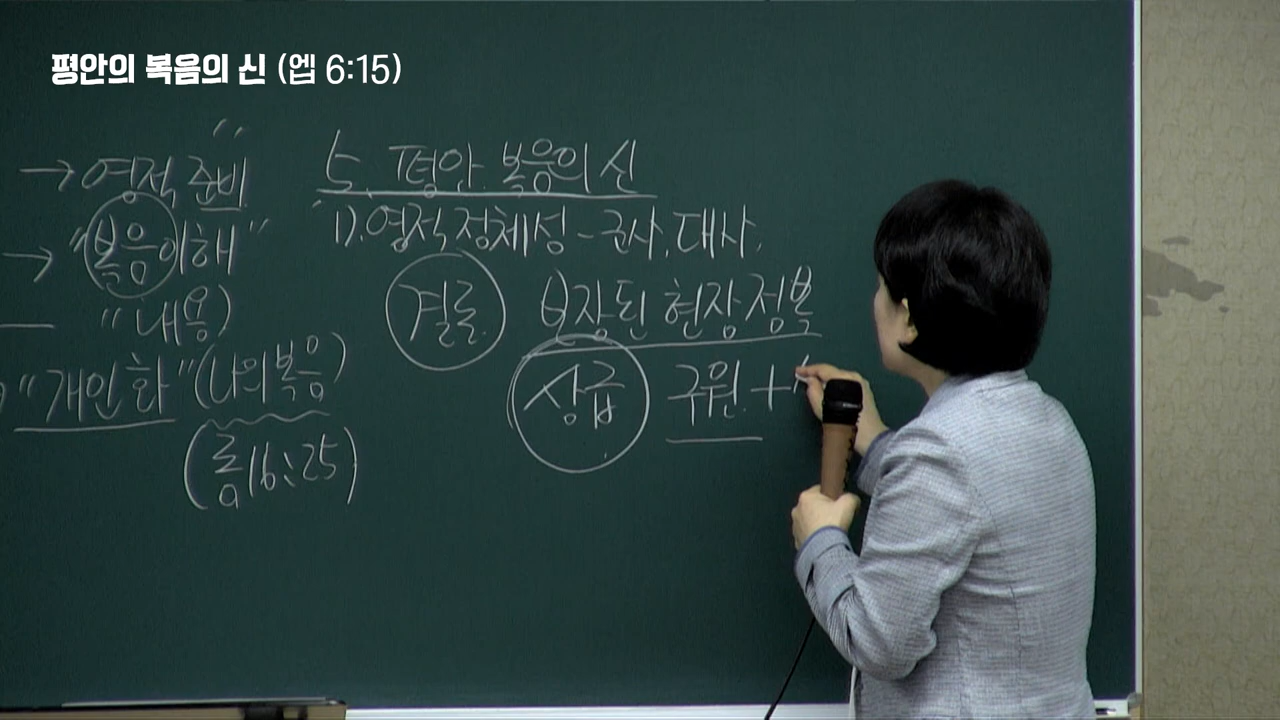 평안의 복음의 신 (엡 6:15)
→ 영적 준비
→ "복음이해"
" 내용)
"개인화" (나의복음)
(롬16:25)
5. 평안. 복음의 신
1). 영적정체성 - 군사, 대사,
결론. 보장된 현장정복
상급 구원. +